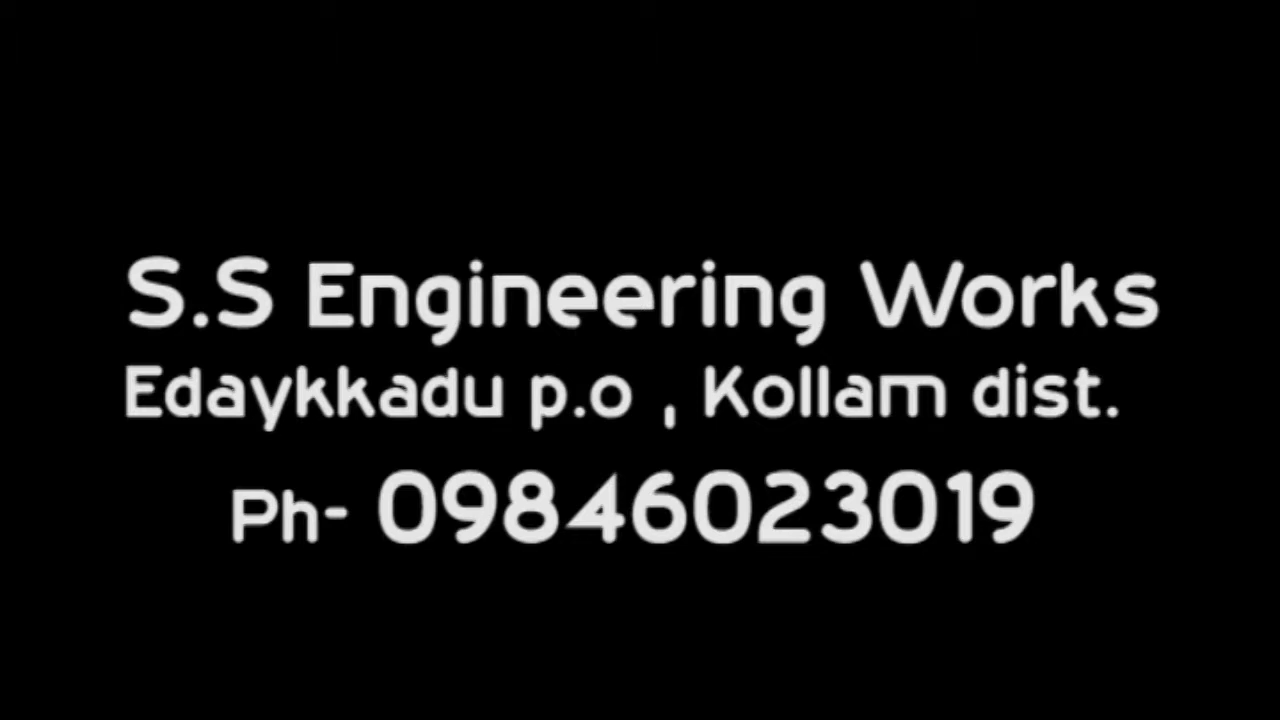 S.S Engineering Works
Edaykkadu p.o , Kollam dist.
Ph- 09846023019